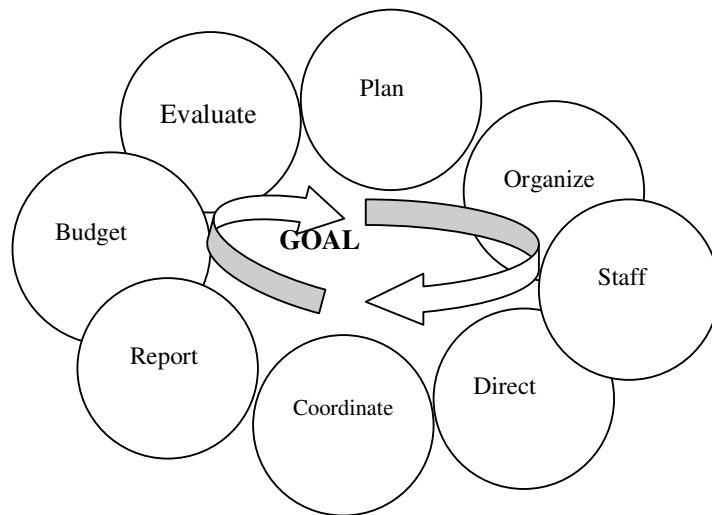 Plan
Evaluate
Organize
Budget
GOAL
Staff
Report
Direct
Coordinate